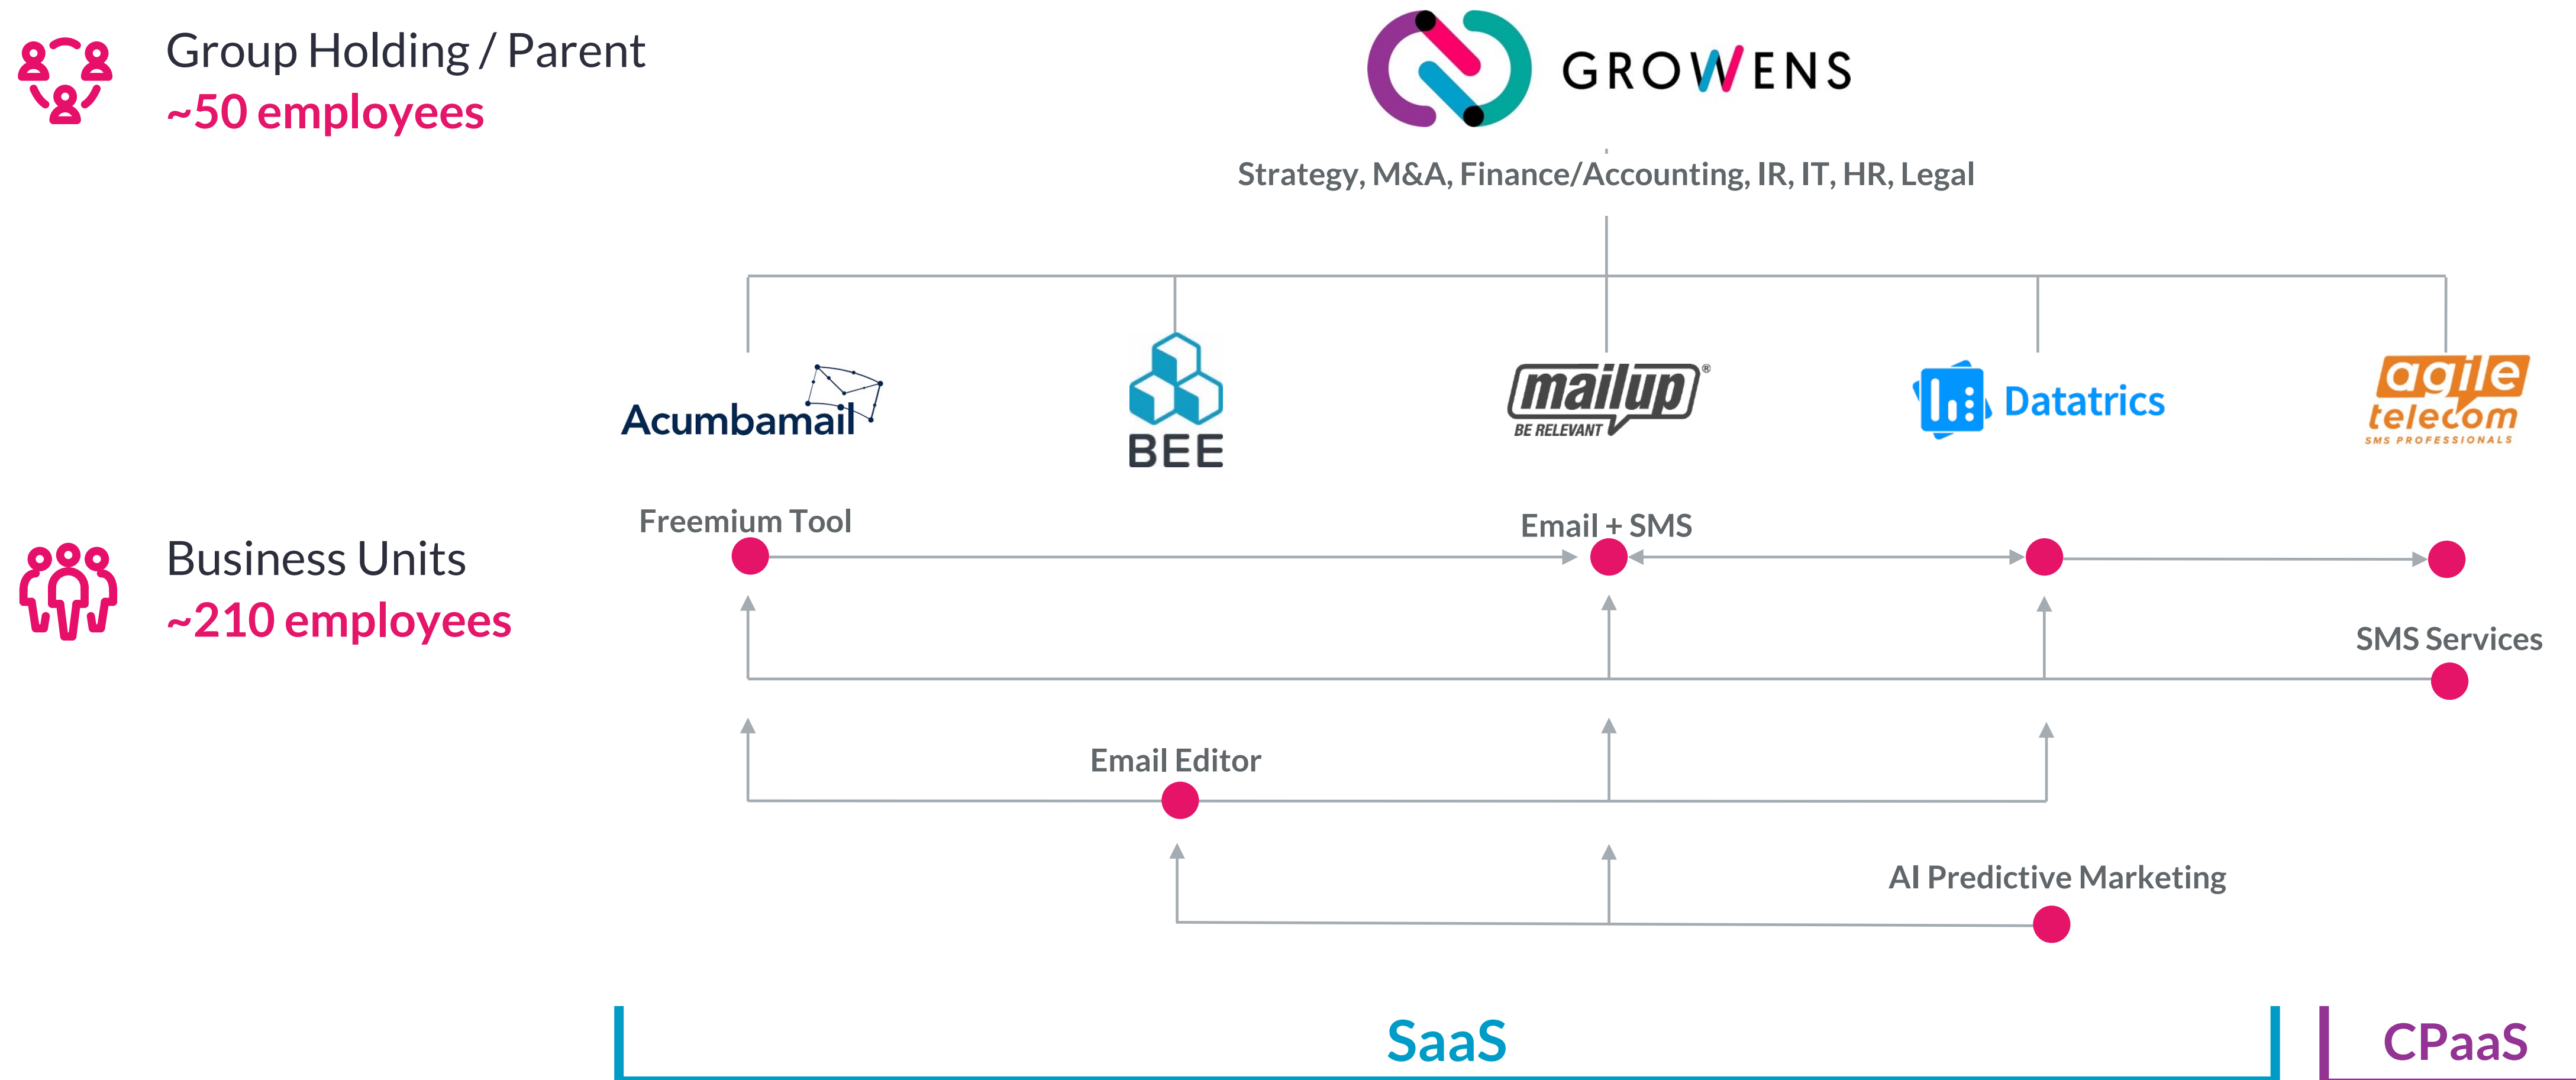 Group Holding / Parent
~50 employees
GROWENS
Strategy, M&A, Finance/Accounting, IR, IT, HR, Legal
Acumbamail
BEE
mailup®
BE RELEVANT
Datatrics
agile
telecom
SMS PROFESSIONALS
Freemium Tool
Email + SMS
Business Units
~210 employees
SMS Services
Email Editor
AI Predictive Marketing
SaaS
CPaaS